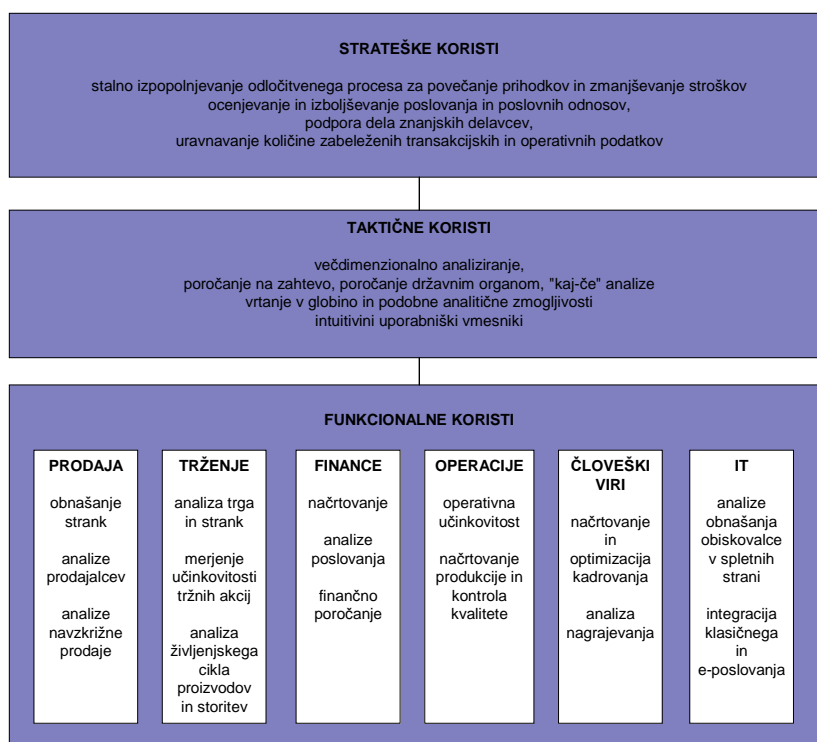 STRATEŠKE KORISTI
stalno izpopolnjevanje odločitvenega procesa za povečanje prihodkov in zmanjševanje stroškov
ocenjevanje in izboljševanje poslovanja in poslovnih odnosov,
podpora dela znanjskih delavcev,
uravnavanje količine zabeleženih transakcijskih in operativnih podatkov
TAKTIČNE KORISTI
večdimenzionalno analiziranje,
poročanje na zahtevo, poročanje državnim organom, "kaj-če" analize
vrtanje v globino in podobne analitične zmogljivosti
intuitivini uporabniški vmesniki
FUNKCIONALNE KORISTI
PRODAJA
obnašanje
strank
analize
prodajalcev
analize
navzkrižne
prodaje
TRŽENJE
analiza trga
in strank
merjenje
učinkovitosti
tržnih akcij
analiza
življenjskega
cikla
proizvodov
in storitev
FINANCE
načrtovanje
analize
poslovanja
finančno
poročanje
OPERACIJE
operativna
učinkovitost
načrtovanje
produkcije in
kontrola
kvalitete
ČLOVEŠKI
VIRI
načrtovanje
in
optimizacija
kadrovanja
analiza
nagrajevanja
IT
analize
obnašanja
obiskovalce
v spletnih
strani
integracija
klasičnega
in
e-poslovanja